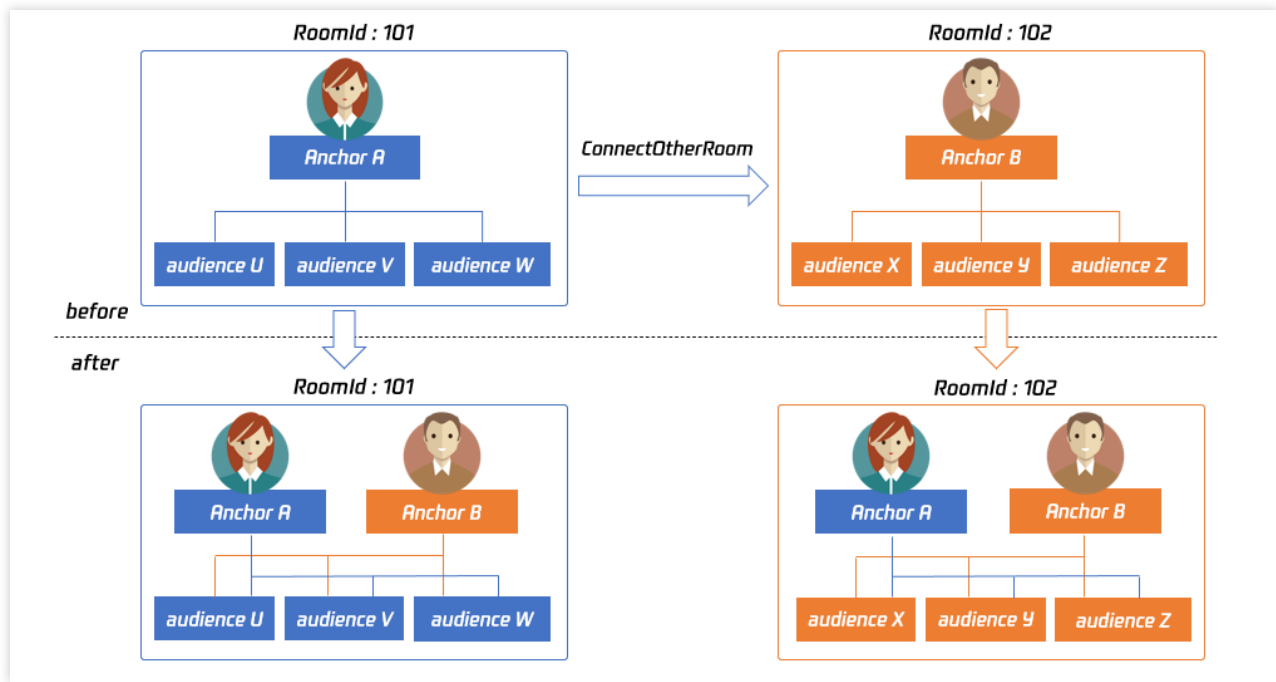 RoomId : 101
RoomId : 102
Anchor A
ConnectOtherRoom
Anchor B
audience U
audience V
audience W
audience X
audience Y
audience Z
before
after
RoomId : 101
RoomId : 102
Anchor A
Anchor B
Anchor A
Anchor B
audience U
audience V
audience W
audience X
audience Y
audience Z